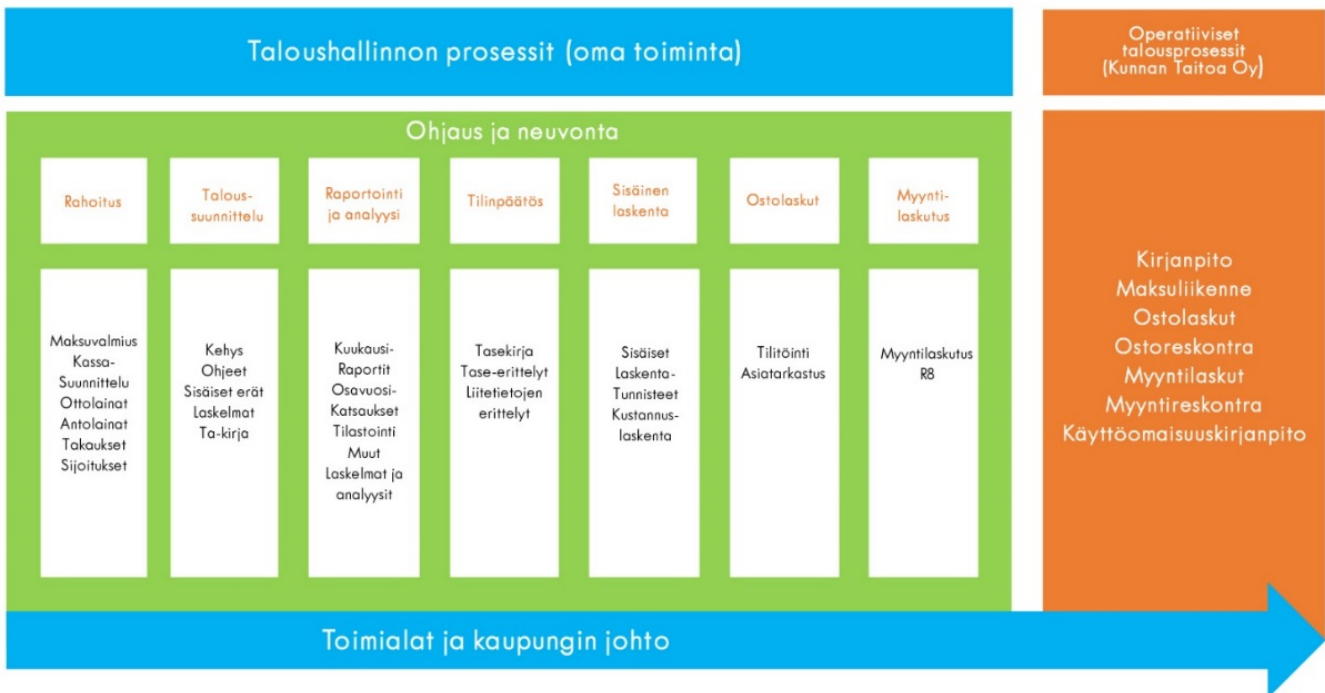 Taloushallinnon prosessit (oma toiminta)
Operatiiviset
talousprosessit
(Kunnan Taitoa Oy)
Ohjaus ja neuvonta
Rahoitus
Talous-
suunnittelu
Raportointi
ja analyysi
Tilinpäätös
Sisäinen
laskenta
Ostolaskut
Myynti-
laskutus
Maksuvalmius
Kassa-
Suunnittelu
Ottolainat
Antolainat
Takaukset
Sijoitukset
Kehys
Ohjeet
Sisäiset erät
Laskelmat
Ta-kirja
Kuukausi-
Raportit
Osavuosi-
Katsaukset
Tilastointi
Muut
Laskelmat ja
analyysit
Tasekirja
Tase-erittelyt
Liitetietojen
erittelyt
Sisäiset
Laskenta-
Tunnisteet
Kustannus-
laskenta
Tilitöinti
Asiatarkastus
Myyntilaskutus
R8
Kirjanpito
Maksuliikenne
Ostolaskut
Ostoreskontra
Myyntilaskut
Myyntireskontra
Käyttöomaisuuskirjanpito
Toimialat ja kaupungin johto